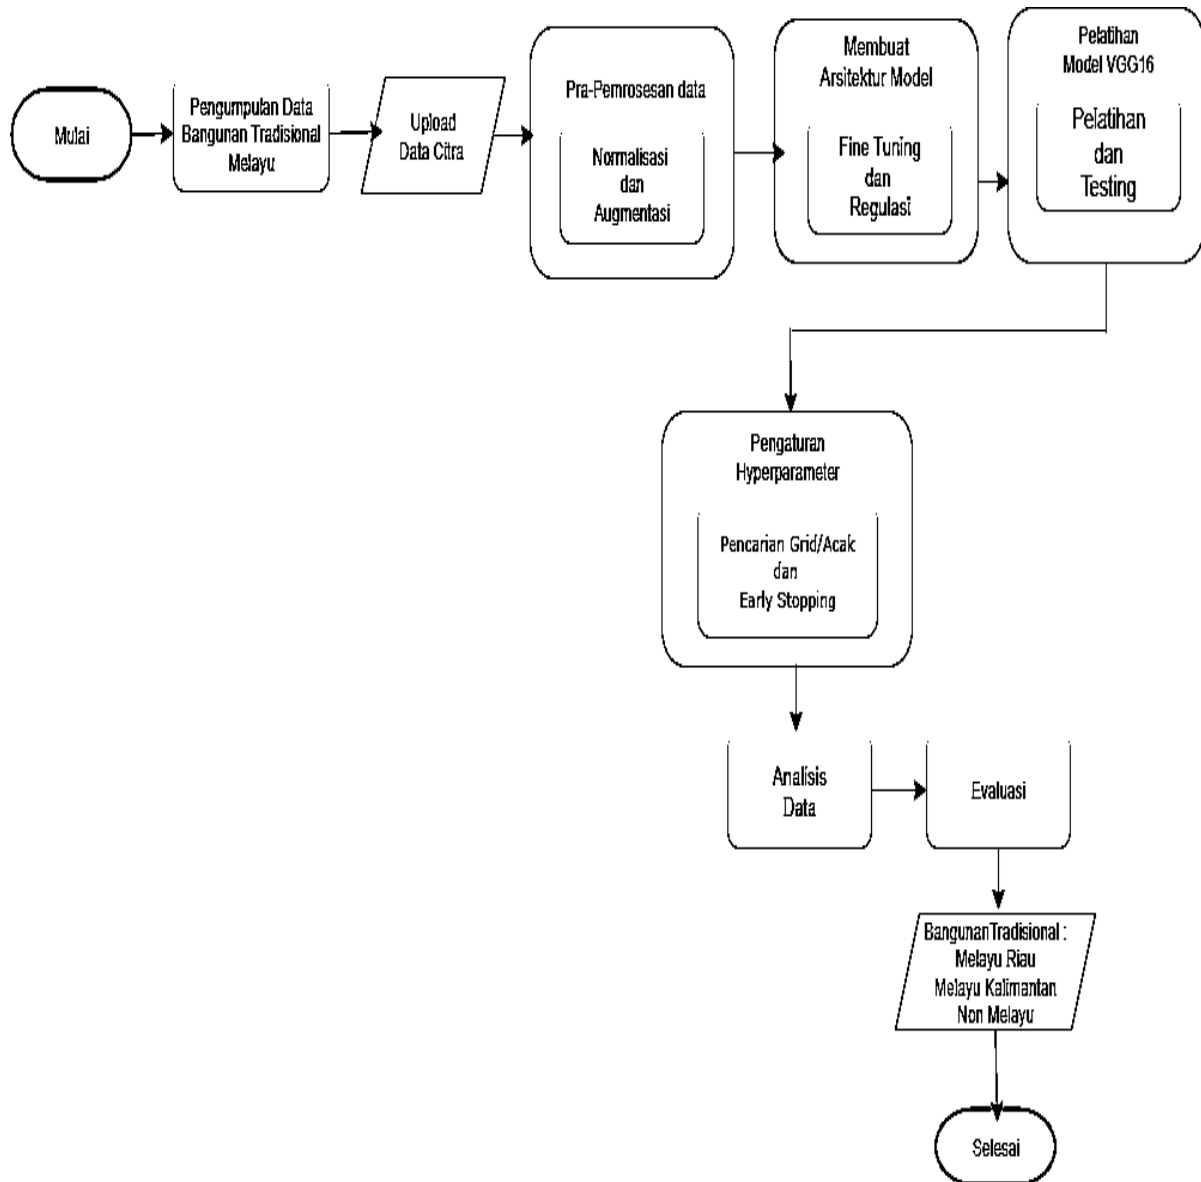 Mulai
Pengumpulan Data
Bangunan Tradisional
Melayu
Upload
Data Citra
Pra-Pemrosesan data
Normalisasi
dan
Augmentasi
Membuat
Arsitektur Model
Fine Tuning
dan
Regulasi
Pelatihan
Model VGG16
Pelatihan
dan
Testing
Pengaturan
Hyperparameter
Pencarian Grid/Acak
dan
Early Stopping
Analisis
Data
Evaluasi
BangunanTradisional :
Melayu Riau
Melayu Kalimantan
Non Melayu
Selesai